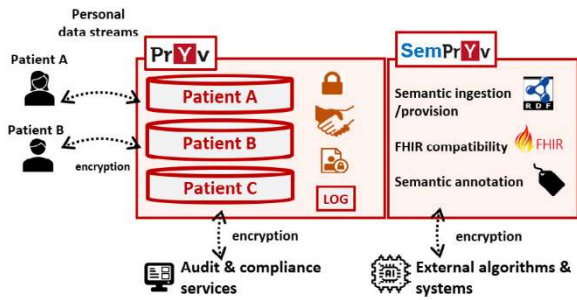 Personal
data streams
Patient A
Patient B
encryption
PrYv
Patient A
Patient B
Patient C
LOG
SemPrYv
Semantic ingestion
/provision
RDF
FHIR compatibility
FHIR
Semantic annotation
encryption
Audit & compliance
services
encryption
AI
External algorithms &
systems